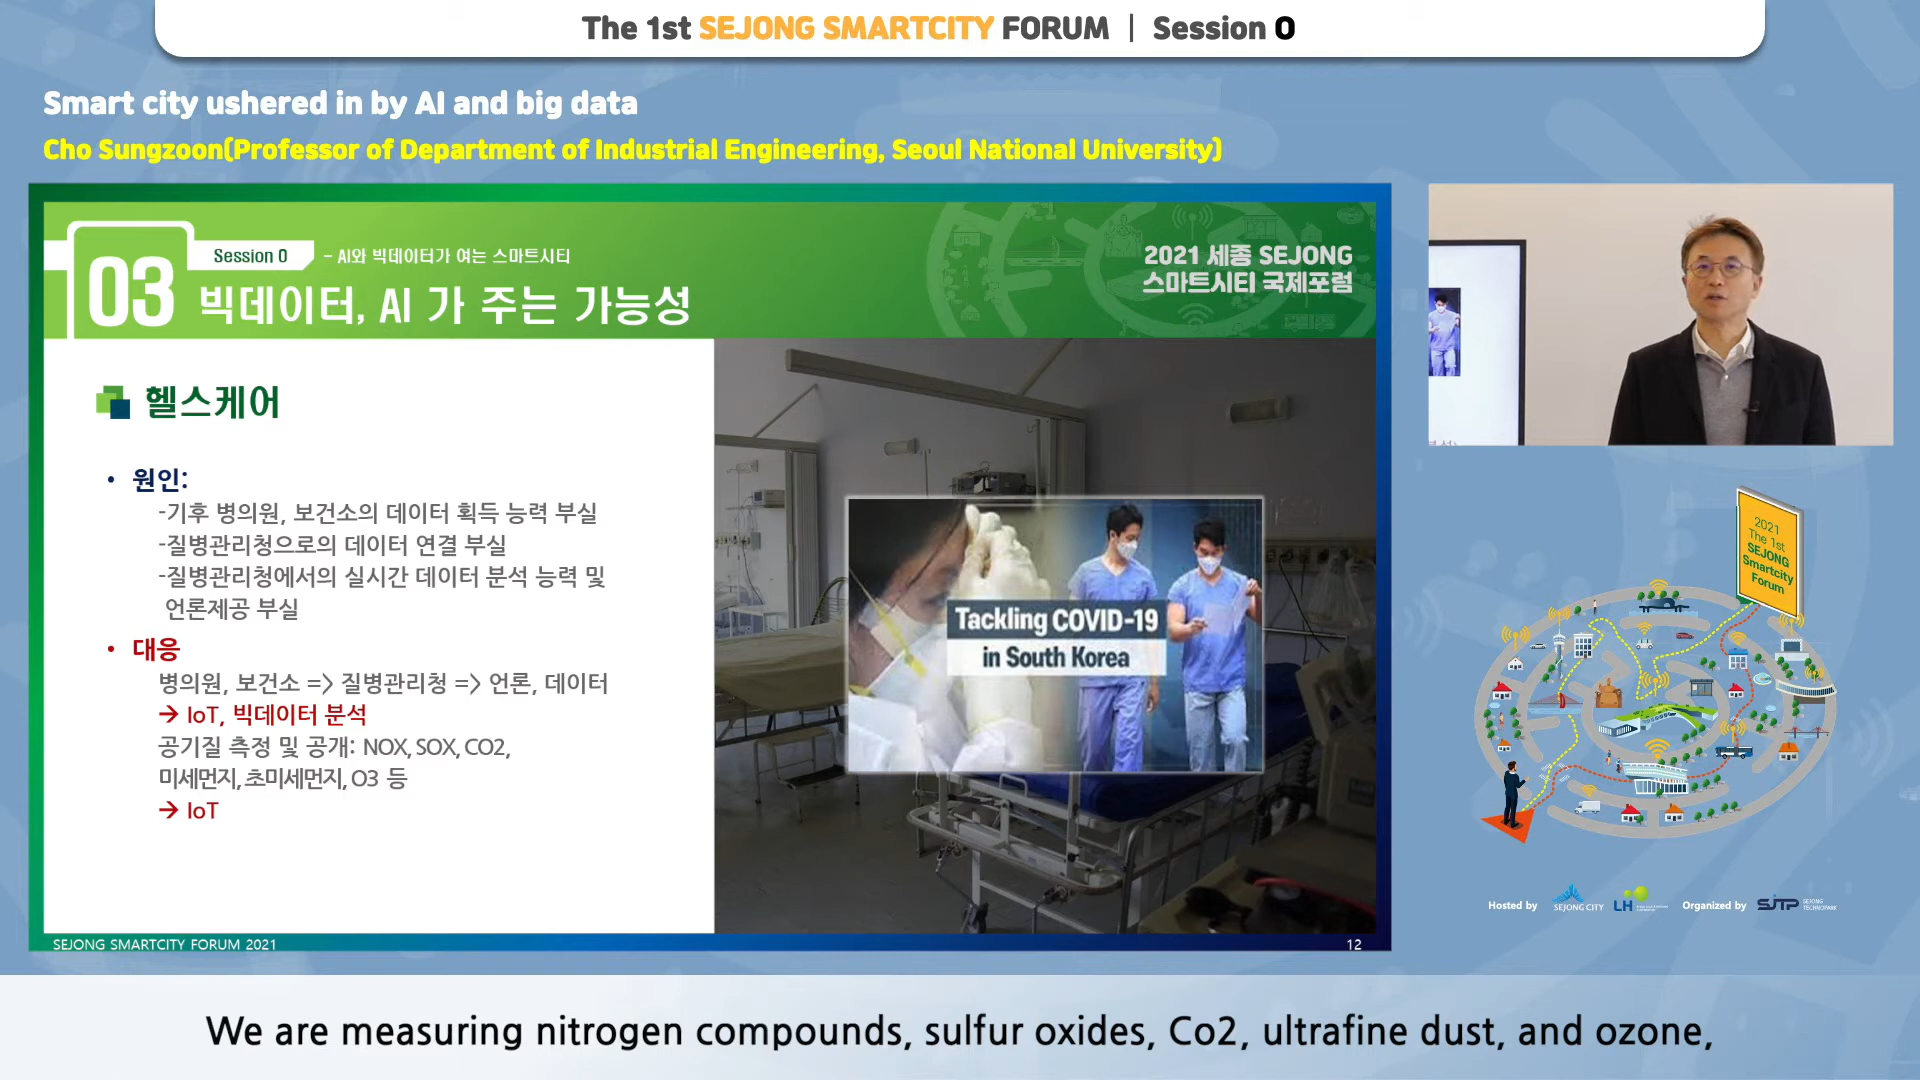 The 1st SEJONG SMARTCITY FORUM | Session 0
Smart city ushered in by AI and big data
Cho Sungzoon(Professor of Department of Industrial Engineering, Seoul National University)
Session 0 - AI와 빅데이터가 여는 스마트시티
03 빅데이터, AI 가 주는 가능성
2021 세종 SEJONG
스마트시티 국제포럼
헬스케어
• 원인:
-기후 병의원, 보건소의 데이터 획득 능력 부실
-질병관리청으로의 데이터 연결 부실
-질병관리청에서의 실시간 데이터 분석 능력 및
언론제공 부실
• 대응
병의원, 보건소 => 질병관리청 => 언론, 데이터
→ IoT, 빅데이터 분석
공기질 측정 및 공개: NOX, SOX, CO2,
미세먼지, 초미세먼지, O3 등
→ IoT
Tackling COVID-19
in South Korea
SEJONG SMARTCITY FORUM 2021
12
2021
The 1st
SEJONG
Smartcity
Forum
Hosted by SEJONG CITY LH Organized by SJTP SEJONG TECHNOPARK
We are measuring nitrogen compounds, sulfur oxides, Co2, ultrafine dust, and ozone,